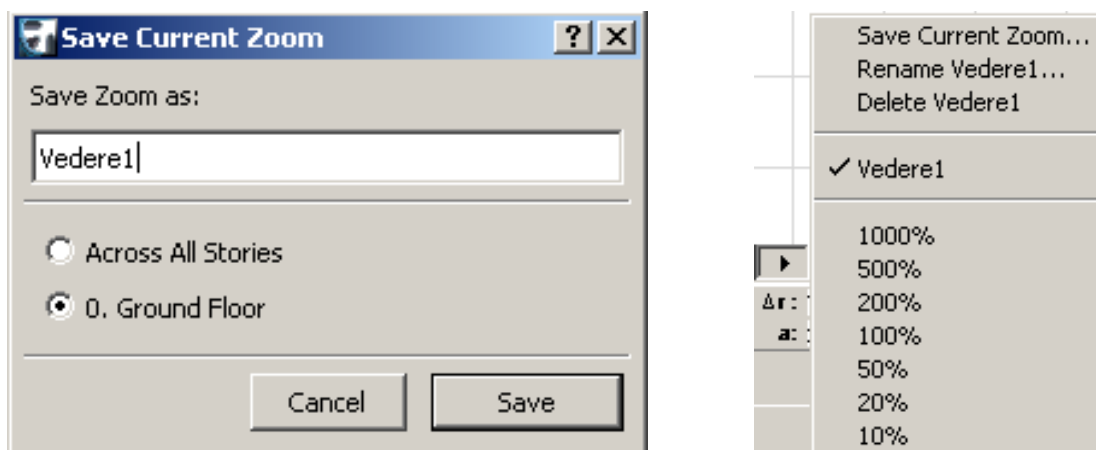 Save Current Zoom
Save Zoom as:
Vedere1
Across All Stories
0. Ground Floor
Cancel
Save
Save Current Zoom...
Rename Vedere1...
Delete Vedere1
Vedere1
1000%
500%
200%
100%
50%
20%
10%
Δr:
a: